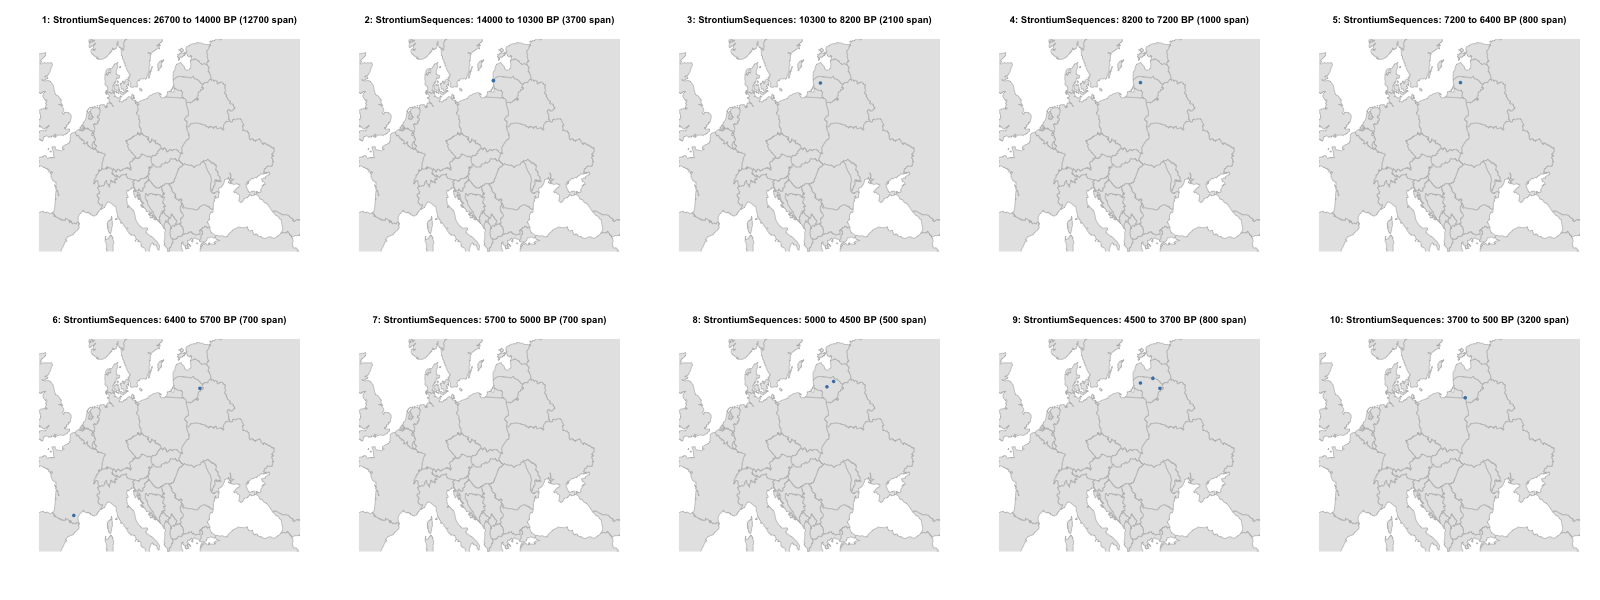 1: StrontiumSequences: 26700 to 14000 BP (12700 span)
2: StrontiumSequences: 14000 to 10300 BP (3700 span)
3: StrontiumSequences: 10300 to 8200 BP (2100 span)
4: StrontiumSequences: 8200 to 7200 BP (1000 span)
5: StrontiumSequences: 7200 to 6400 BP (800 span)
6: StrontiumSequences: 6400 to 5700 BP (700 span)
7: StrontiumSequences: 5700 to 5000 BP (700 span)
8: StrontiumSequences: 5000 to 4500 BP (500 span)
9: StrontiumSequences: 4500 to 3700 BP (800 span)
10: StrontiumSequences: 3700 to 500 BP (3200 span)